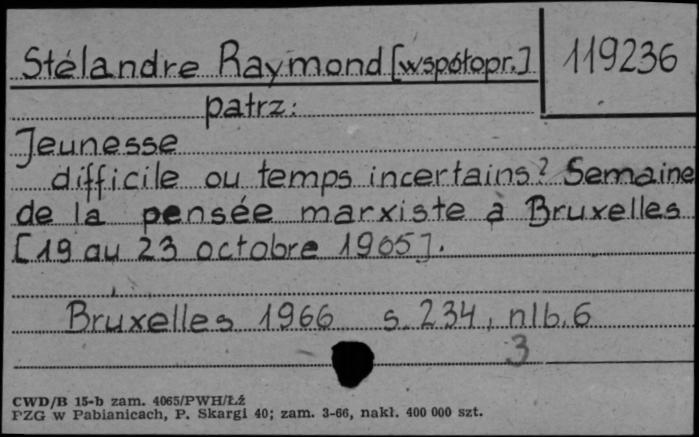 Stélandre Raymond [współopr.]
119236
patrz:
Jeunesse
difficile ou temps incertains? Semaine
de la pensée marxiste à Bruxelles
[19 au 23 octobre 1965].
Bruxelles 1966 s. 234, nlb. 6
3
CWD/B 15-b zam. 4065/PWH/Łź
PZG w Pabianicach, P. Skargi 40; zam. 3-66, nakł. 400 000 szt.